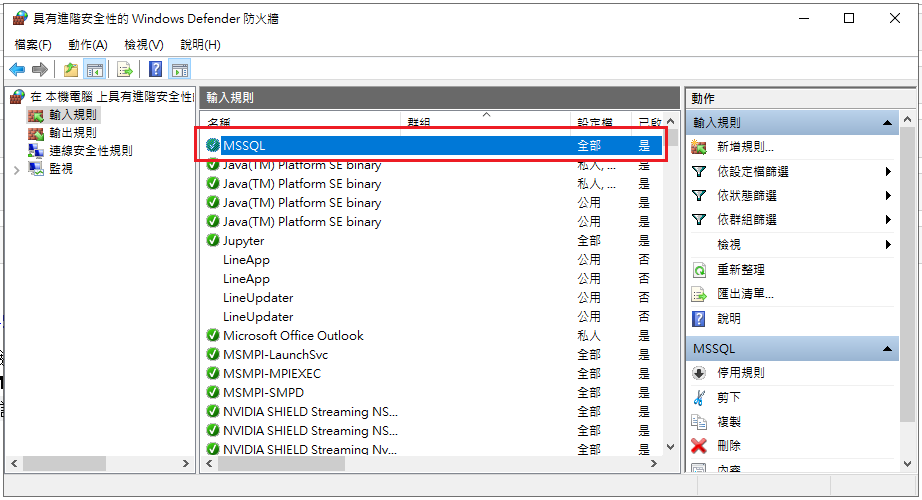 具有進階安全性的 Windows Defender 防火牆
檔案(F) 動作(A) 檢視(V) 說明(H)
在 本機電腦 上具有進階安全性
輸入規則
輸出規則
連線安全性規則
監視
輸入規則
名稱 群組 設定檔 已啟
MSSQL 全部 是
Java(TM) Platform SE binary 私人, ... 是
Java(TM) Platform SE binary 私人, ... 是
Java(TM) Platform SE binary 公用 是
Java(TM) Platform SE binary 公用 是
Jupyter 全部 是
LineApp 公用 否
LineApp 公用 否
LineUpdater 公用 否
LineUpdater 公用 否
Microsoft Office Outlook 私人 是
MSMPI-LaunchSvc 全部 是
MSMPI-MPIEXEC 全部 是
MSMPI-SMPD 全部 是
NVIDIA SHIELD Streaming NS... 公用 是
NVIDIA SHIELD Streaming NS... 公用 是
NVIDIA SHIELD Streaming Nv... 公用 是
動作
輸入規則
新增規則...
依設定檔篩選
依狀態篩選
依群組篩選
檢視
重新整理
匯出清單...
說明
MSSQL
停用規則
剪下
複製
刪除
內容